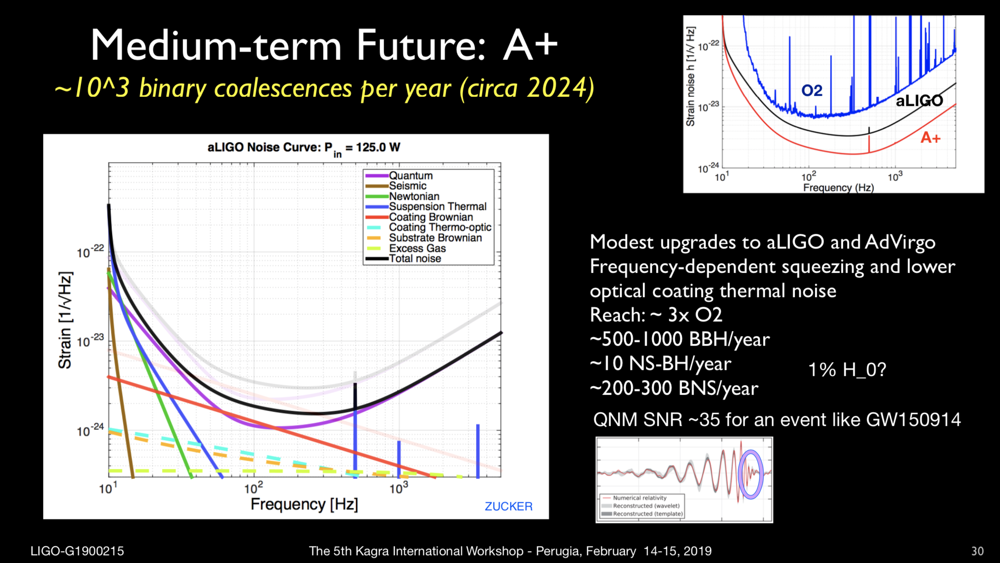 Medium-term Future: A+
~10^3 binary coalescences per year (circa 2024)
aLIGO Noise Curve: P_in = 125.0 W
Quantum
Seismic
Newtonian
Suspension Thermal
Coating Brownian
Coating Thermo-optic
Substrate Brownian
Excess Gas
Total noise
Strain [1/√Hz]
10^-22
10^-23
10^-24
10^1
10^2
10^3
Frequency [Hz]
ZUCKER
Strain noise h [1/√ Hz]
10^-22
10^-23
10^-24
O2
aLIGO
A+
10^1
10^2
10^3
Frequency (Hz)
Modest upgrades to aLIGO and AdVirgo
Frequency-dependent squeezing and lower
optical coating thermal noise
Reach: ~ 3x O2
~500-1000 BBH/year
~10 NS-BH/year
1% H_0?
~200-300 BNS/year
QNM SNR ~35 for an event like GW150914
Numerical relativity
Reconstructed (wavelet)
Reconstructed (template)
LIGO-G1900215
The 5th Kagra International Workshop - Perugia, February 14-15, 2019
30